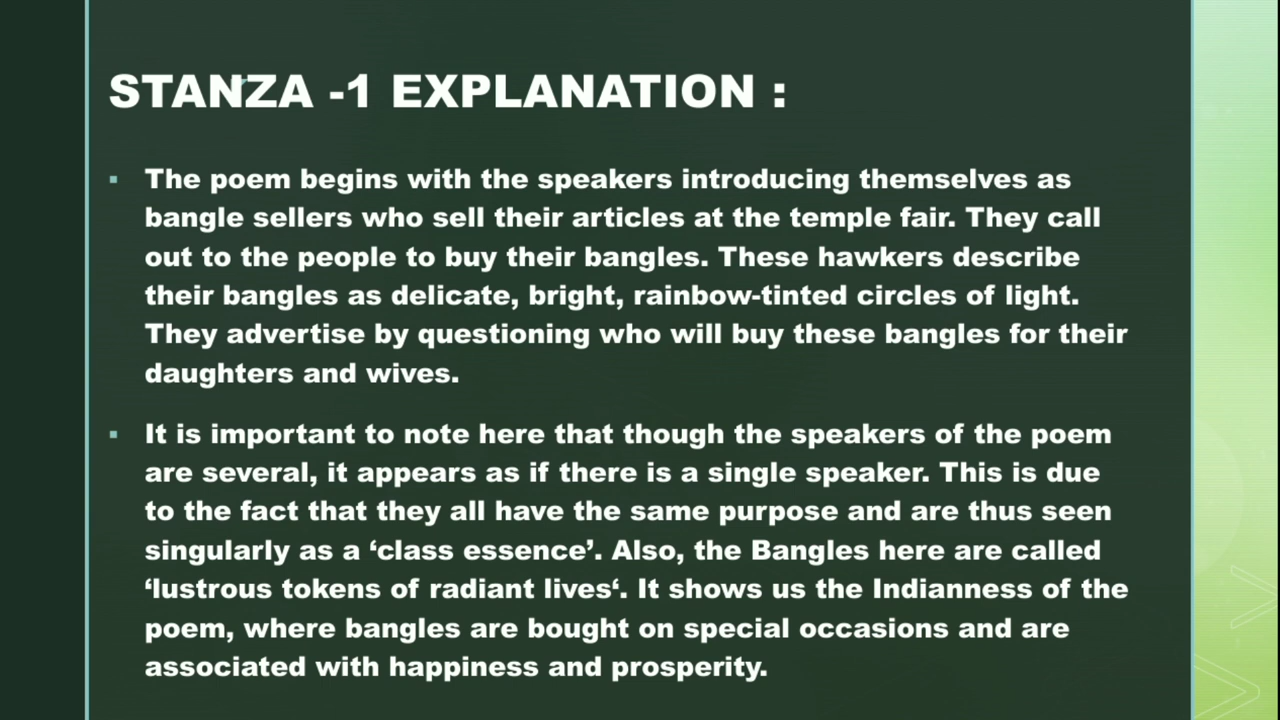 STANZA -1 EXPLANATION :
▪ The poem begins with the speakers introducing themselves as
bangle sellers who sell their articles at the temple fair. They call
out to the people to buy their bangles. These hawkers describe
their bangles as delicate, bright, rainbow-tinted circles of light.
They advertise by questioning who will buy these bangles for their
daughters and wives.
▪ It is important to note here that though the speakers of the poem
are several, it appears as if there is a single speaker. This is due
to the fact that they all have the same purpose and are thus seen
singularly as a ‘class essence’. Also, the Bangles here are called
‘lustrous tokens of radiant lives‘. It shows us the Indianness of the
poem, where bangles are bought on special occasions and are
associated with happiness and prosperity.